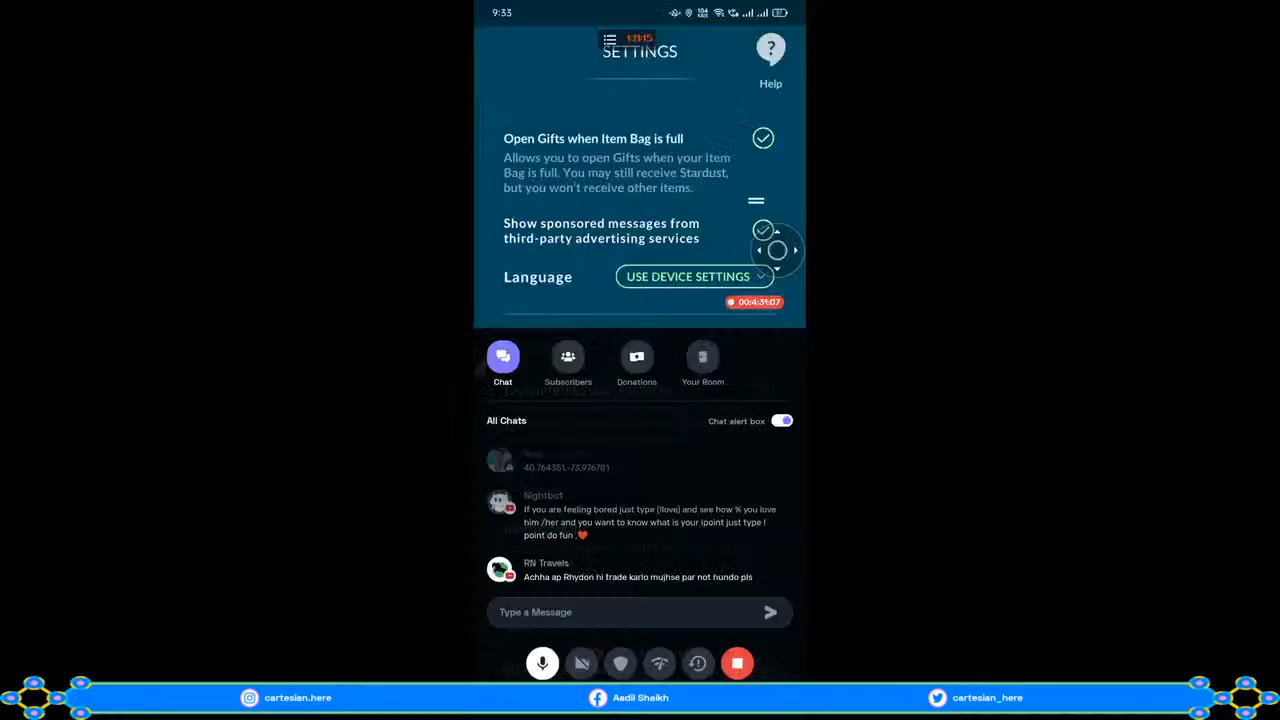 9:33
1:21:15
SETTINGS
?
Help
Open Gifts when Item Bag is full
Allows you to open Gifts when your Item
Bag is full. You may still receive Stardust,
but you won't receive other items.
Show sponsored messages from
third-party advertising services
Language
USE DEVICE SETTINGS
00:4:31:07
Chat
Subscribers
Donations
Your Room
All Chats
Chat alert box
40.764351,-73.976781
Nightbot
If you are feeling bored just type (!love) and see how % you love
him /her and you want to know what is your ipoint just type !
point do fun ,❤
RN Travels
Achha ap Rhydon hi trade karlo mujhse par not hundo pls
Type a Message
cartesian.here
Aadil Shaikh
cartesian_here